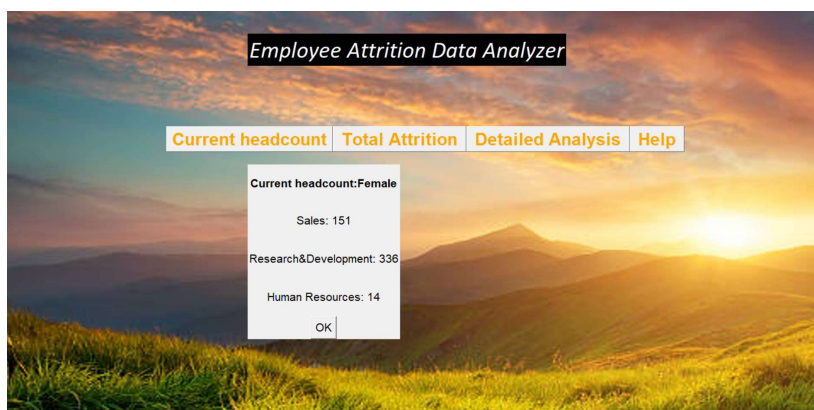 Employee Attrition Data Analyzer
Current headcount Total Attrition Detailed Analysis Help
Current headcount:Female
Sales: 151
Research&Development: 336
Human Resources: 14
OK